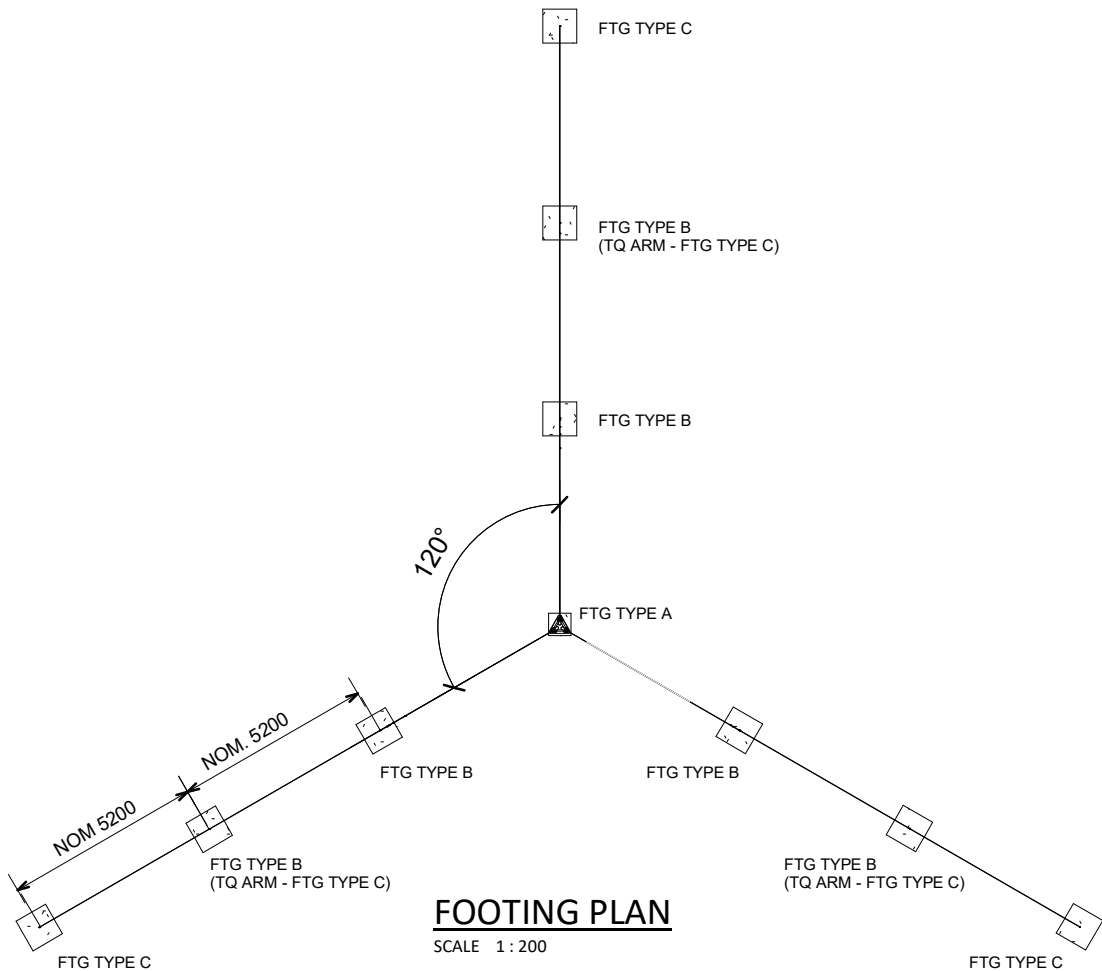 FTG TYPE C
FTG TYPE B
(TQ ARM - FTG TYPE C)
FTG TYPE B
120°
FTG TYPE A
NOM. 5200
NOM 5200
FTG TYPE B
FTG TYPE B
FTG TYPE B
(TQ ARM - FTG TYPE C)
FTG TYPE B
(TQ ARM - FTG TYPE C)
FTG TYPE C
FTG TYPE C
FOOTING PLAN
SCALE 1 : 200